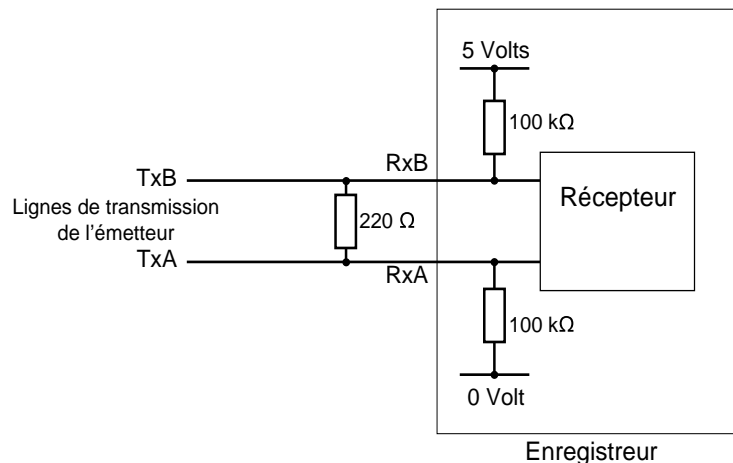 5 Volts
100 kΩ
RxB
TxB
Récepteur
Lignes de transmission
de l'émetteur
220 Ω
TxA
RxA
100 kΩ
0 Volt
Enregistreur